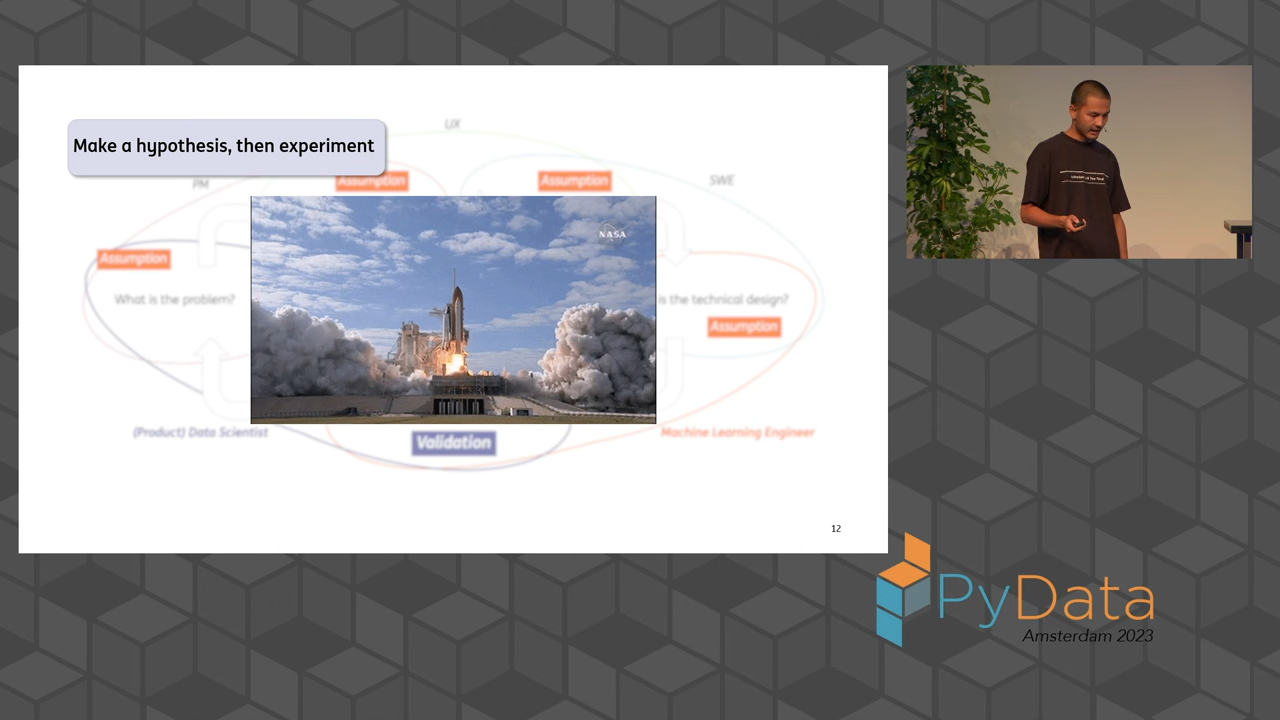 Make a hypothesis, then experiment
UX
PM
Assumption
Assumption
SWE
NASA
Assumption
What is the problem?
is the technical design?
Assumption
(Product) Data Scientist
Validation
Machine Learning Engineer
12
PyData
Amsterdam 2023